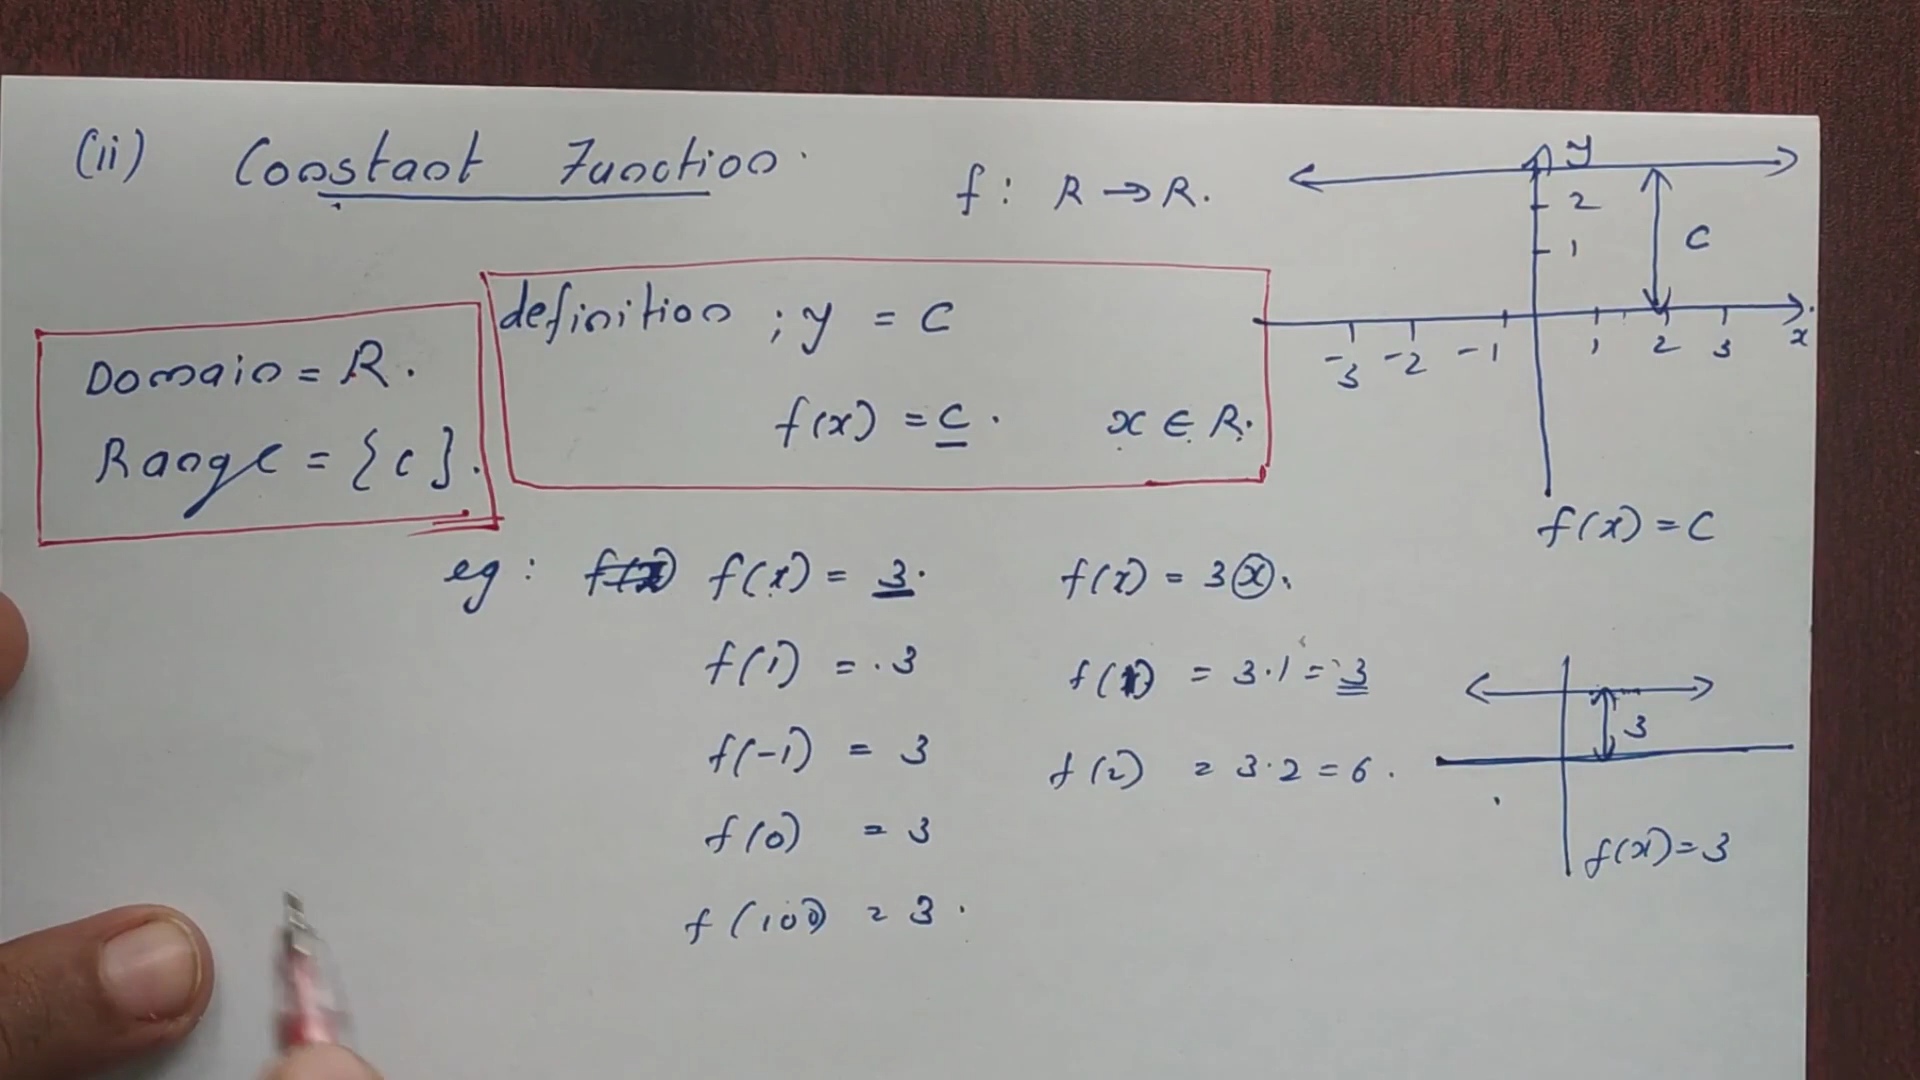 (ii) Constant Function.
f : R → R.
definition ; y = C
f(x) = C. x ∈ R.
Domain = R.
Range = {c}.
y
2
1
C
-3 -2 -1 1 2 3 x
f(x) = C
eg : f(x) f(x) = 3. f(x) = 3x.
f(1) = .3 f(1) = 3.1 = 3
f(-1) = 3 f(2) = 3.2 = 6.
f(0) = 3
f(100) = 3.
3
f(x) = 3